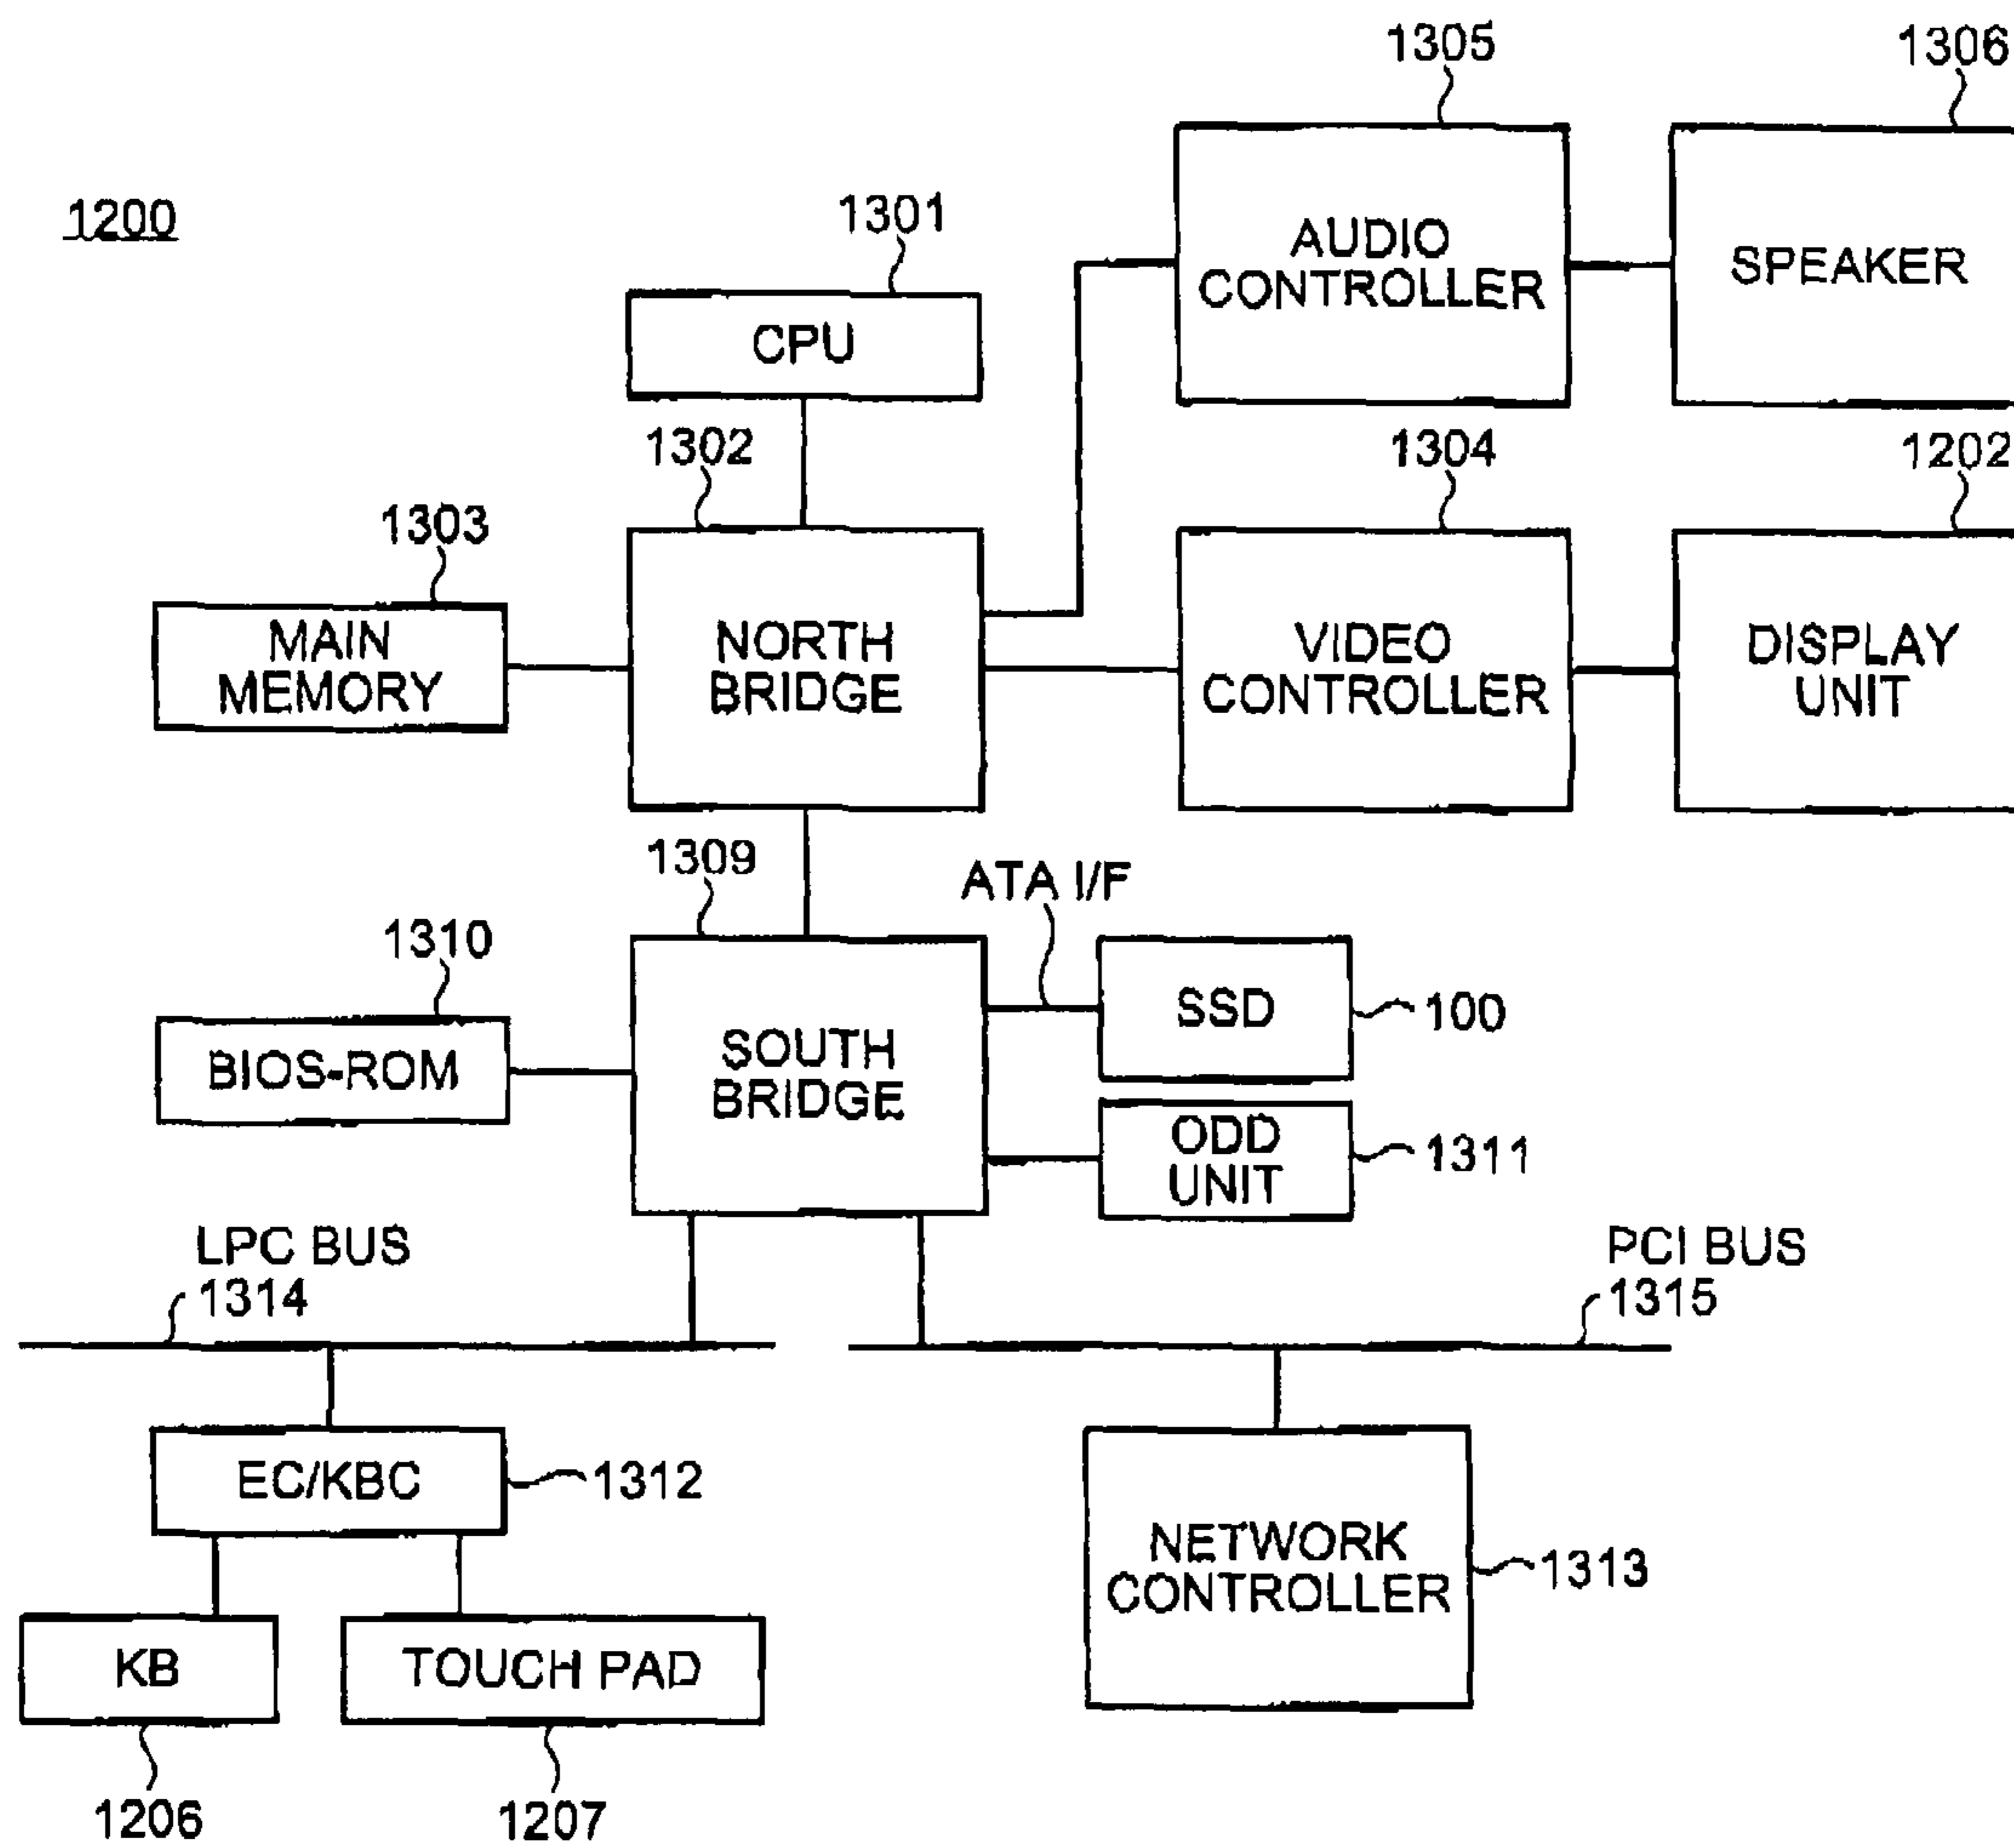 1305
1306
1200
1301
AUDIO
CONTROLLER
SPEAKER
CPU
1302
1304
1202
1303
MAIN
MEMORY
NORTH
BRIDGE
VIDEO
CONTROLLER
DISPLAY
UNIT
1309
ATA I/F
1310
BIOS-ROM
SOUTH
BRIDGE
SSD
100
ODD
UNIT
1311
LPC BUS
1314
PCI BUS
1315
EC/KBC
1312
NETWORK
CONTROLLER
1313
KB
TOUCH PAD
1206
1207